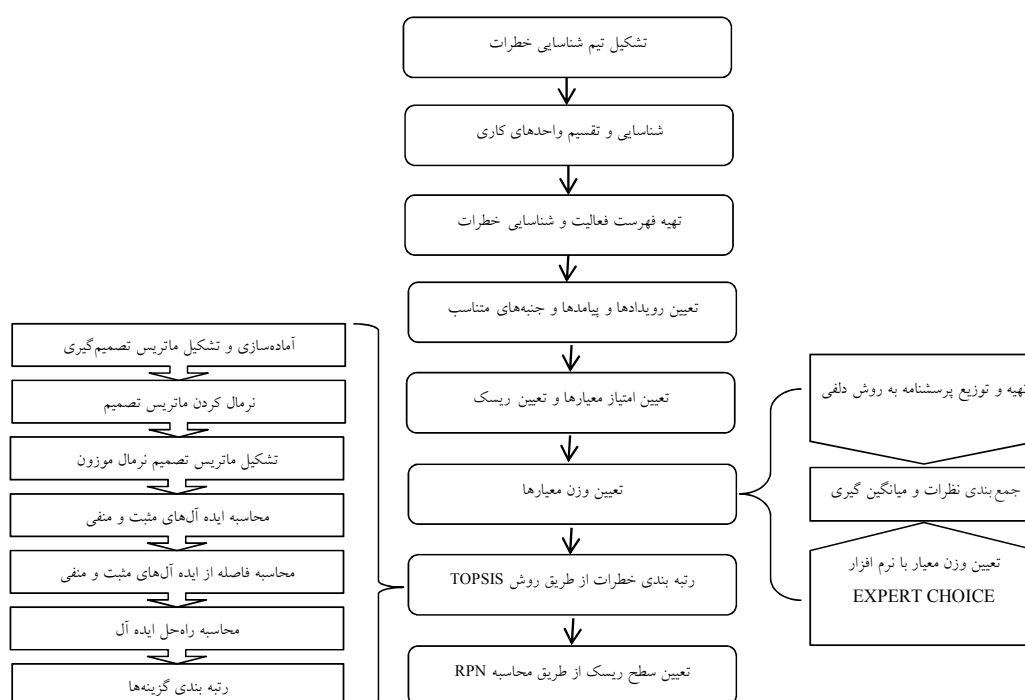 تشکیل تیم شناسایی خطرات
شناسایی و تقسیم واحدهای کاری
تهیه فهرست فعالیت و شناسایی خطرات
تعیین رویدادها و پیامدها و جنبه‌های متناسب
تعیین امتیاز معیارها و تعیین ریسک
تعیین وزن معیارها
رتبه بندی خطرات از طریق روش TOPSIS
تعیین سطح ریسک از طریق محاسبه RPN
تهیه و توزیع پرسشنامه به روش دلفی
جمع بندی نظرات و میانگین گیری
تعیین وزن معیار با نرم افزار
EXPERT CHOICE
آماده‌سازی و تشکیل ماتریس تصمیم‌گیری
نرمال کردن ماتریس تصمیم
تشکیل ماتریس تصمیم نرمال موزون
محاسبه ایده آل‌های مثبت و منفی
محاسبه فاصله از ایده آل‌های مثبت و منفی
محاسبه راه‌حل ایده آل
رتبه بندی گزینه‌ها